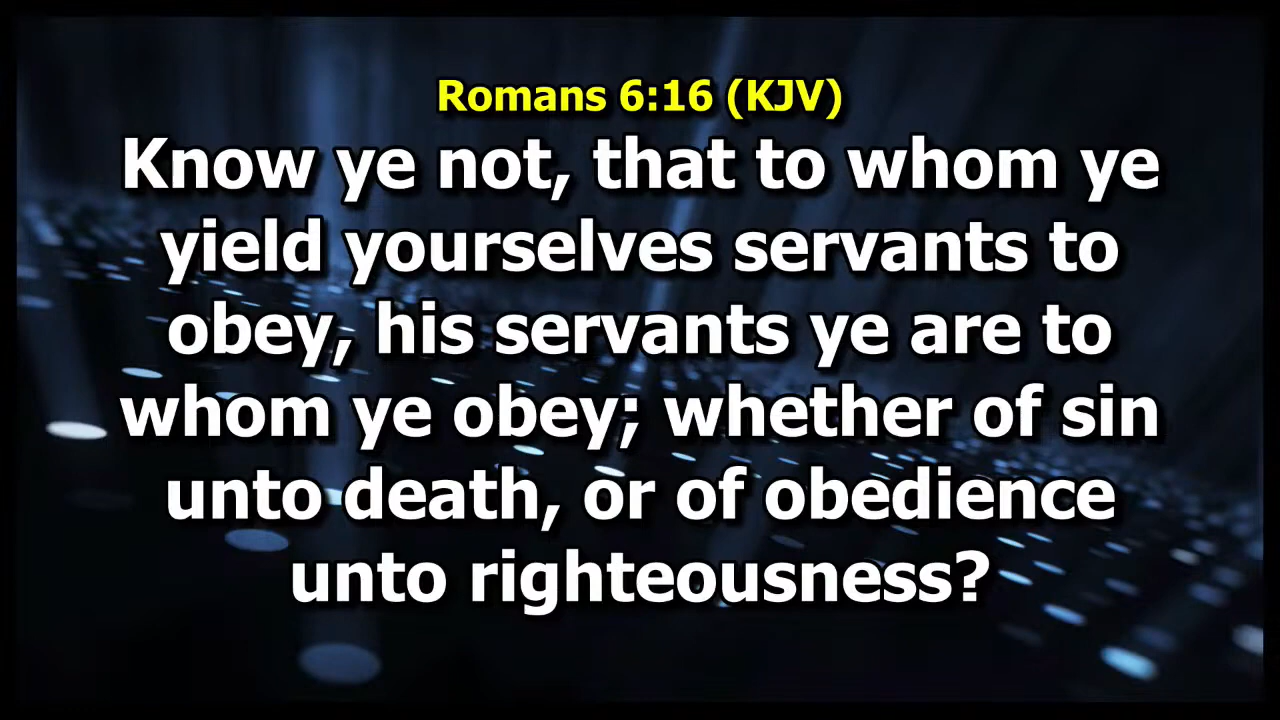 Romans 6:16 (KJV)
Know ye not, that to whom ye
yield yourselves servants to
obey, his servants ye are to
whom ye obey; whether of sin
unto death, or of obedience
unto righteousness?